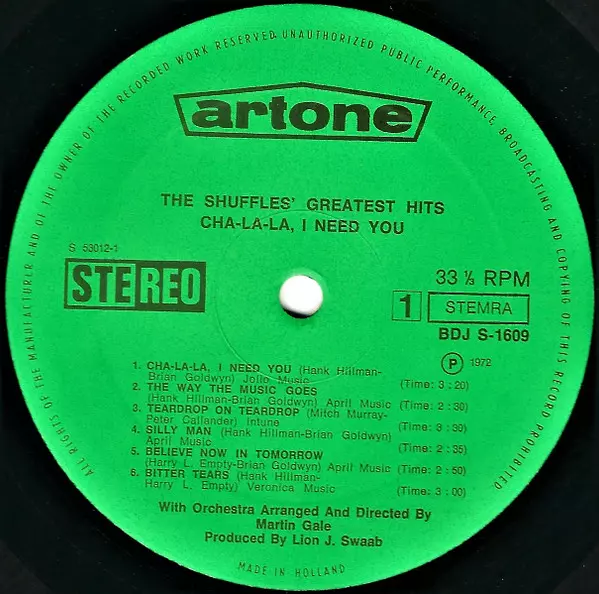 ALL RIGHTS OF THE MANUFACTURER AND OF THE OWNER OF THE RECORDED WORK RESERVED. UNAUTHORIZED PUBLIC PERFORMANCE, BROADCASTING AND COPYING OF THIS RECORD PROHIBITED
artone
THE SHUFFLES' GREATEST HITS
CHA-LA-LA, I NEED YOU
S 53012-1
STEREO
33 ⅓ RPM
1 STEMRA
BDJ S-1609
℗ 1972
1. CHA-LA-LA, I NEED YOU (Hank Hillman-
Brian Goldwyn) Jolio Music (Time: 3 : 20)
2. THE WAY THE MUSIC GOES
(Hank Hillman-Brian Goldwyn) April Music (Time: 2 : 30)
3. TEARDROP ON TEARDROP (Mitch Murray-
Peter Callander) Intune (Time: 3 : 30)
4. SILLY MAN (Hank Hillman-Brian Goldwyn)
April Music (Time: 2 : 35)
5. BELIEVE NOW IN TOMORROW
(Harry L. Empty-Brian Goldwyn) April Music (Time: 2 : 50)
6. BITTER TEARS (Hank Hillman-
Harry L. Empty) Veronica Music (Time: 3 : 00)
With Orchestra Arranged And Directed By
Martin Gale
Produced By Lion J. Swaab
MADE IN HOLLAND